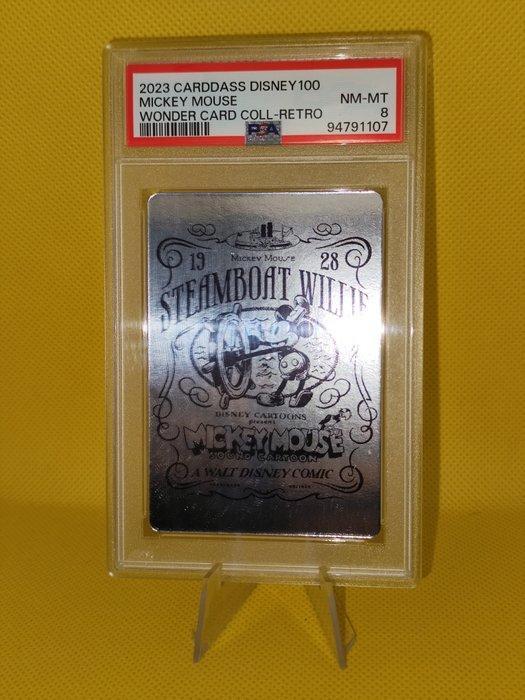 2023 CARDDASS DISNEY100
MICKEY MOUSE NM-MT
WONDER CARD COLL-RETRO 8
PSA 94791107
MICKEY MOUSE
19 28
STEAMBOAT WILLIE
DISNEY CARTOONS
present
MICKEY MOUSE
SOUND CARTOON
A WALT DISNEY COMIC